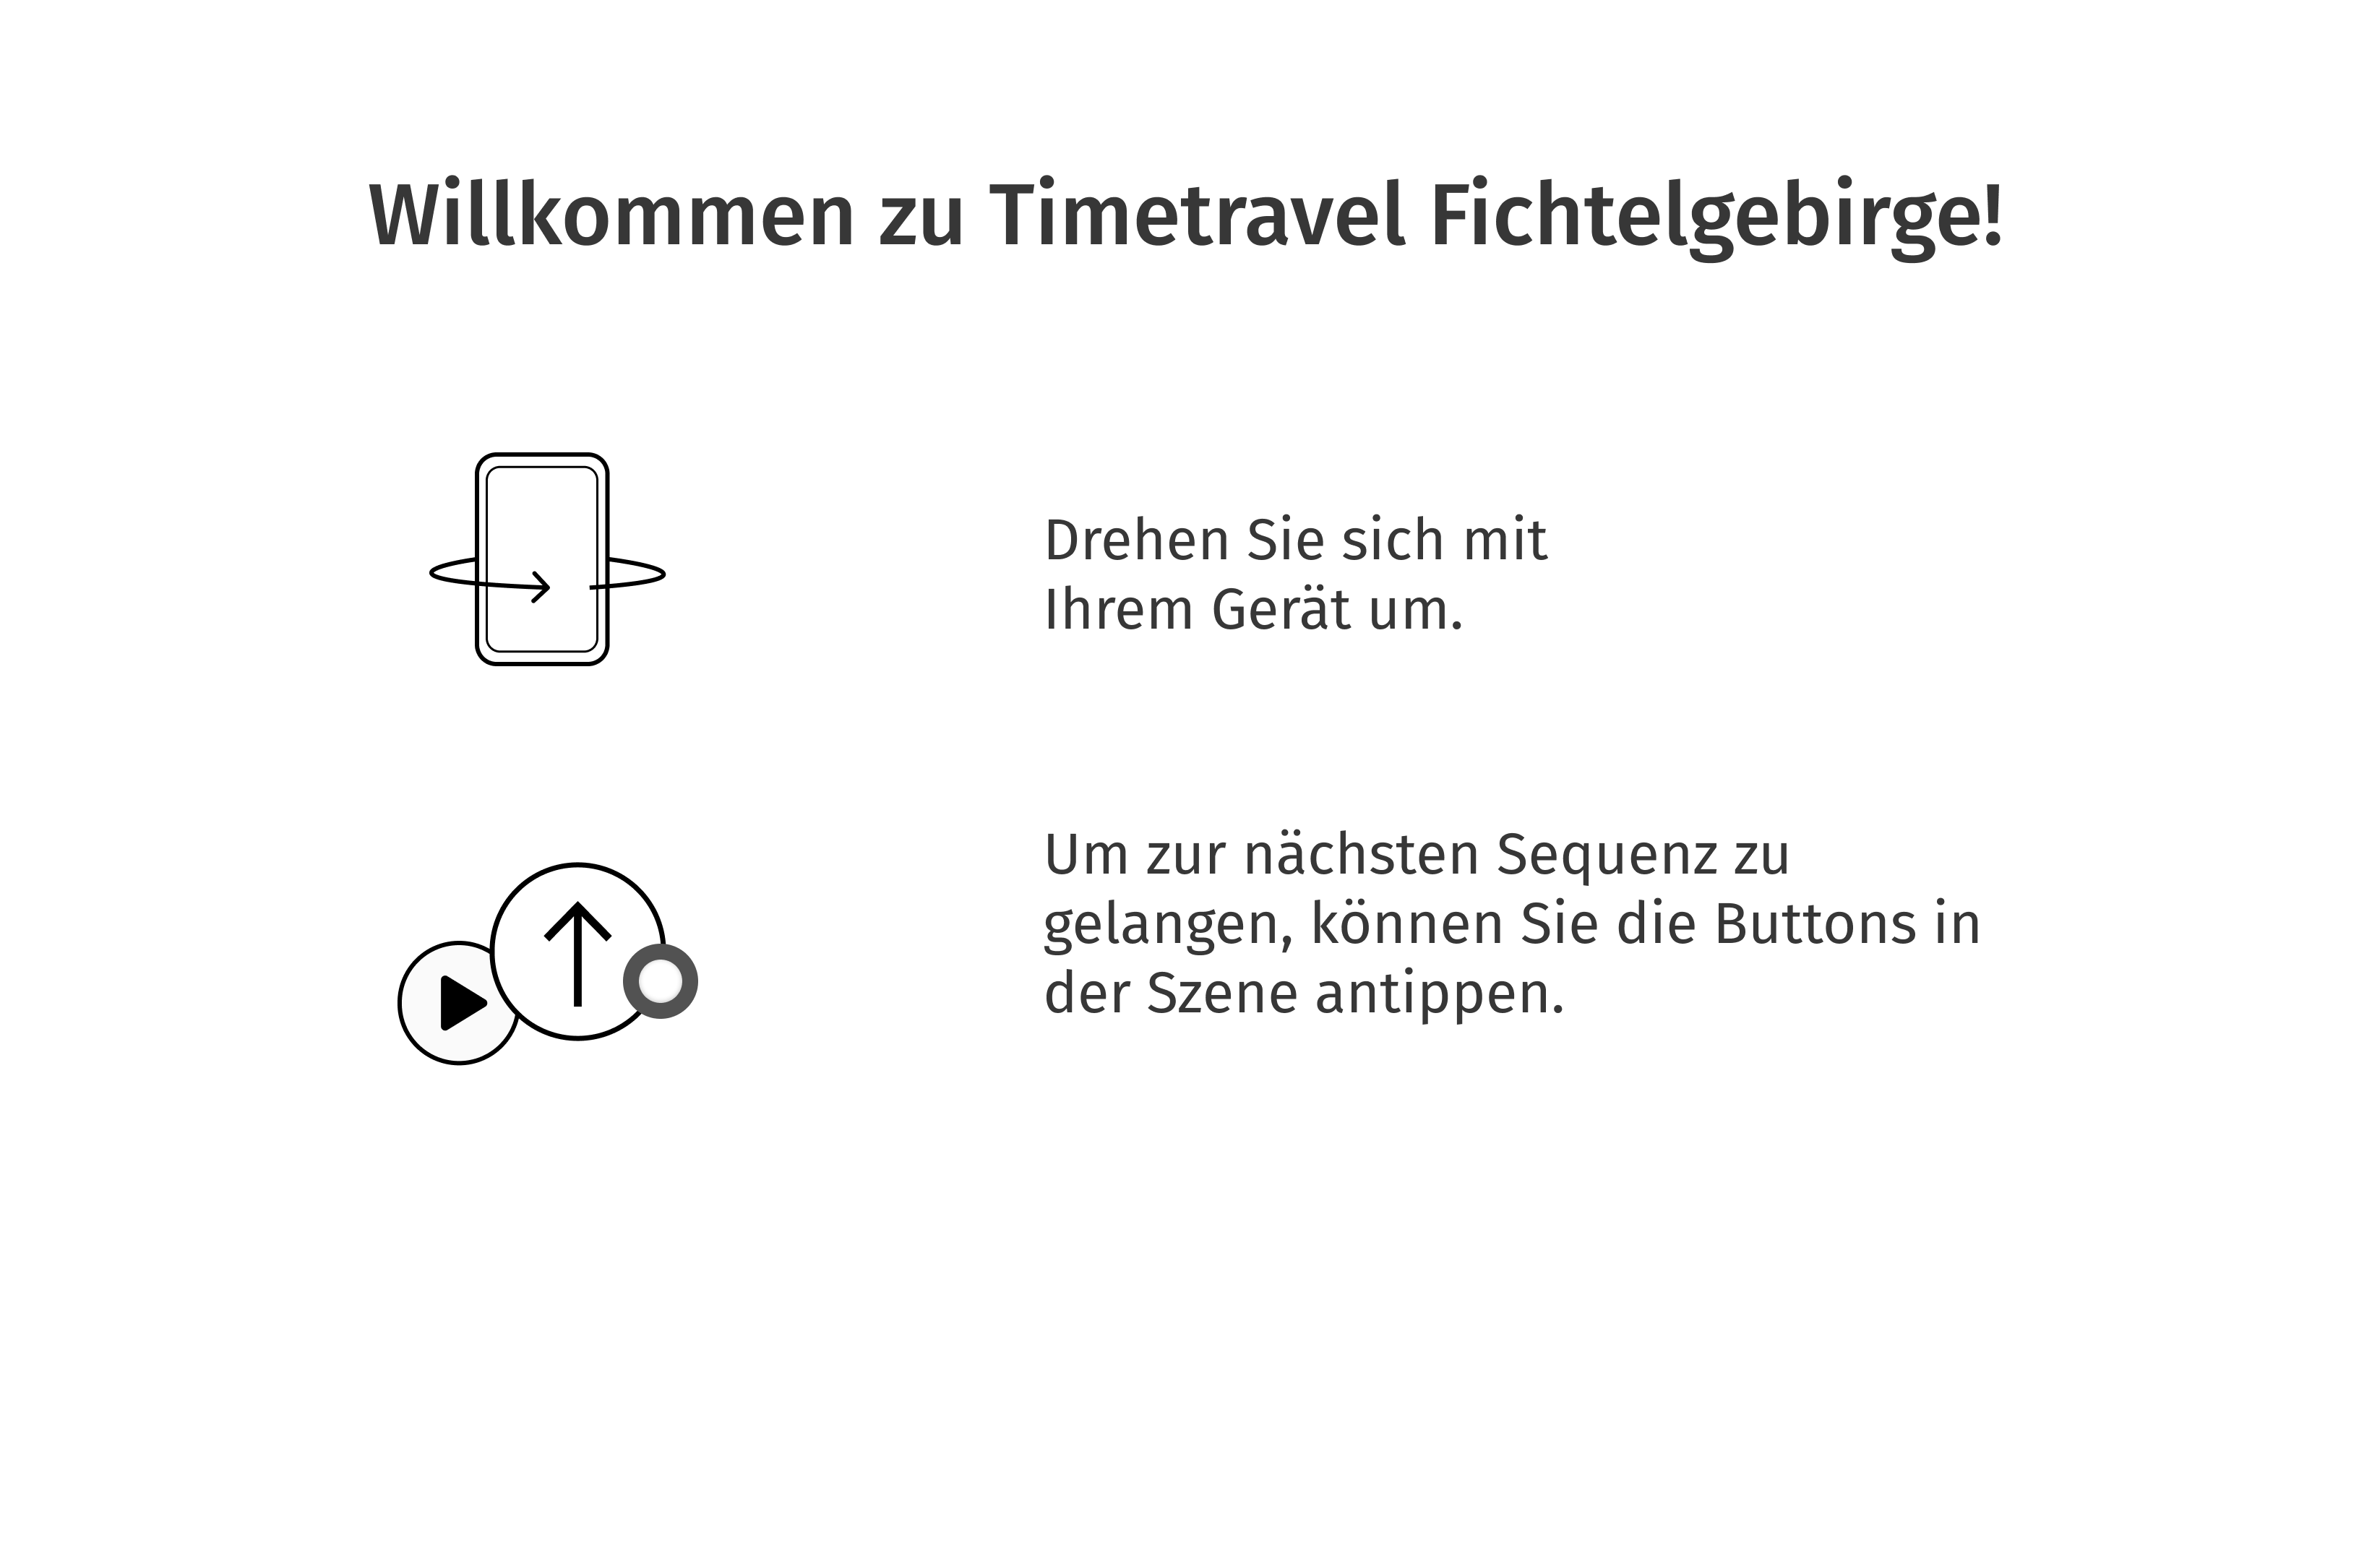 Willkommen zu Timetravel Fichtelgebirge!
Drehen Sie sich mit
Ihrem Gerät um.
Um zur nächsten Sequenz zu
gelangen, können Sie die Buttons in
der Szene antippen.